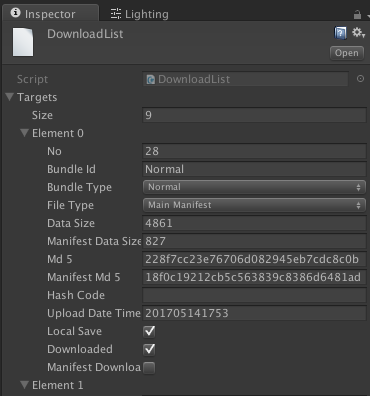 Inspector Lighting
DownloadList
Open
Script DownloadList
Targets
Size 9
Element 0
No 28
Bundle Id Normal
Bundle Type Normal
File Type Main Manifest
Data Size 4861
Manifest Data Size 827
Md 5 228f7cc23e76706d082945eb7cdc8c0b
Manifest Md 5 18f0c19212cb5c563839c8386d6481ad
Hash Code
Upload Date Time 201705141753
Local Save
Downloaded
Manifest Downloa
Element 1